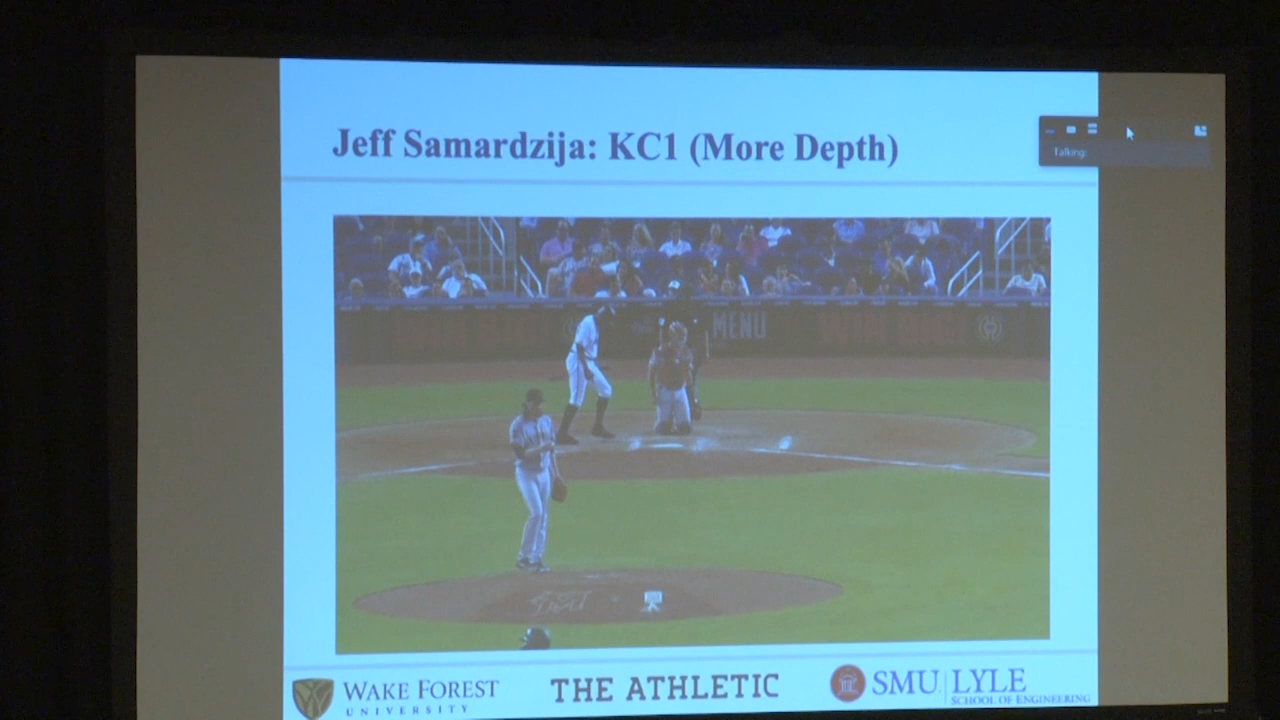 Jeff Samardzija: KC1 (More Depth)
Talking:
MENU
WAKE FOREST
UNIVERSITY
THE ATHLETIC
SMU LYLE
SCHOOL OF ENGINEERING